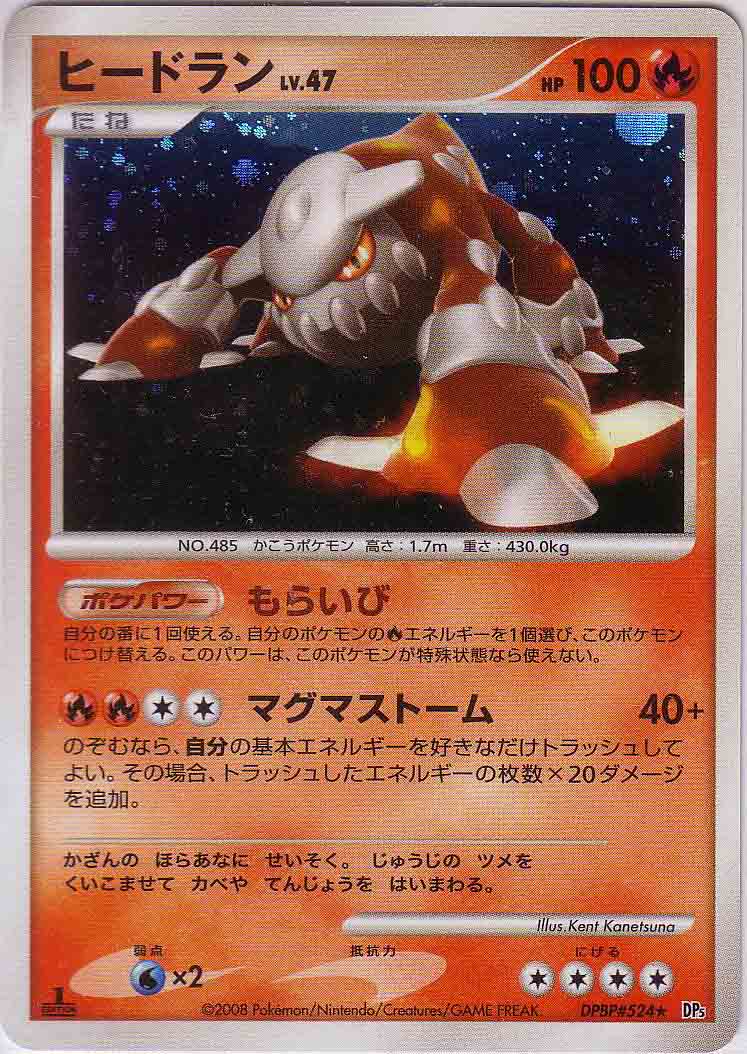 ヒードラン LV.47 HP 100
たね
NO.485 かこうポケモン 高さ：1.7m 重さ：430.0kg
ポケパワー もらいび
自分の番に1回使える。自分のポケモンのエネルギーを1個選び、このポケモン
につけ替える。このパワーは、このポケモンが特殊状態なら使えない。
マグマストーム 40+
のぞむなら、自分の基本エネルギーを好きなだけトラッシュして
よい。その場合、トラッシュしたエネルギーの枚数×20ダメージ
を追加。
かざんの ほらあなに せいそく。 じゅうじの ツメを
くいこませて カベや てんじょうを はいまわる。
Illus.Kent Kanetsuna
弱点 抵抗力 にげる
×2
1 EDITION ©2008 Pokémon/Nintendo/Creatures/GAME FREAK. DPBP#524★ DP5